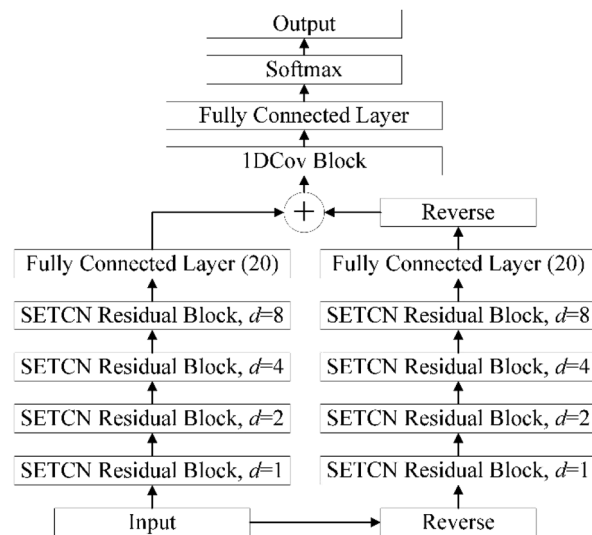 Output
Softmax
Fully Connected Layer
1DCov Block
+
Reverse
Fully Connected Layer (20)
Fully Connected Layer (20)
SETCN Residual Block, d=8
SETCN Residual Block, d=8
SETCN Residual Block, d=4
SETCN Residual Block, d=4
SETCN Residual Block, d=2
SETCN Residual Block, d=2
SETCN Residual Block, d=1
SETCN Residual Block, d=1
Input
Reverse